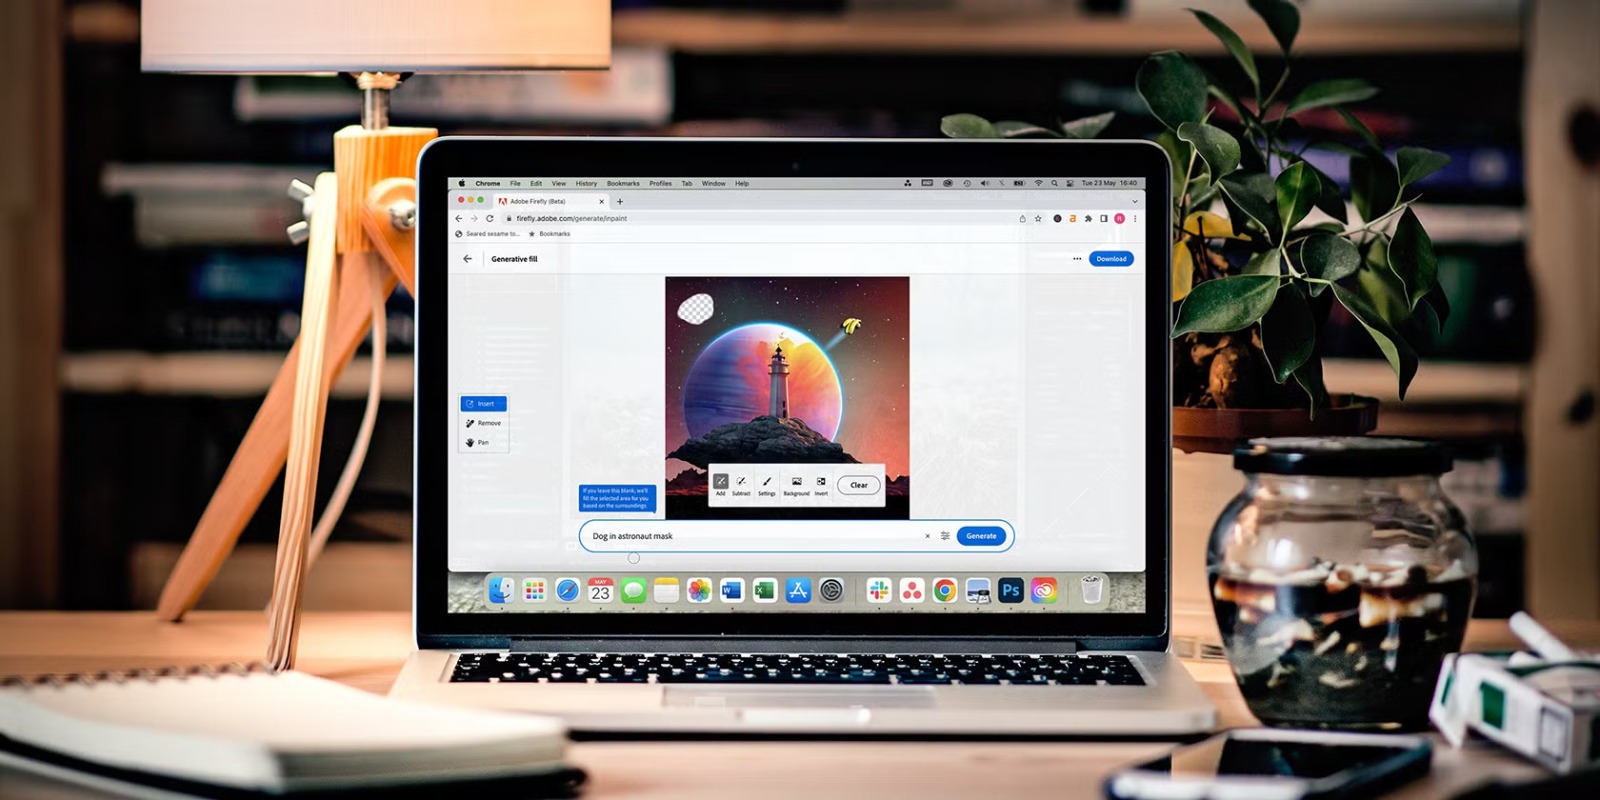 Chrome File Edit View History Bookmarks Profiles Tab Window Help Tue 23 May 16:40
Adobe Firefly (Beta)
firefly.adobe.com/generate/inpaint
Seared sesame to... Bookmarks
Generative fill
Download
Insert
Remove
Pan
Add Subtract Settings Background Invert
Clear
If you leave this blank, we'll
fill the selected area for you
based on the surroundings.
Dog in astronaut mask
Generate
MAY
23
W
X
Ps